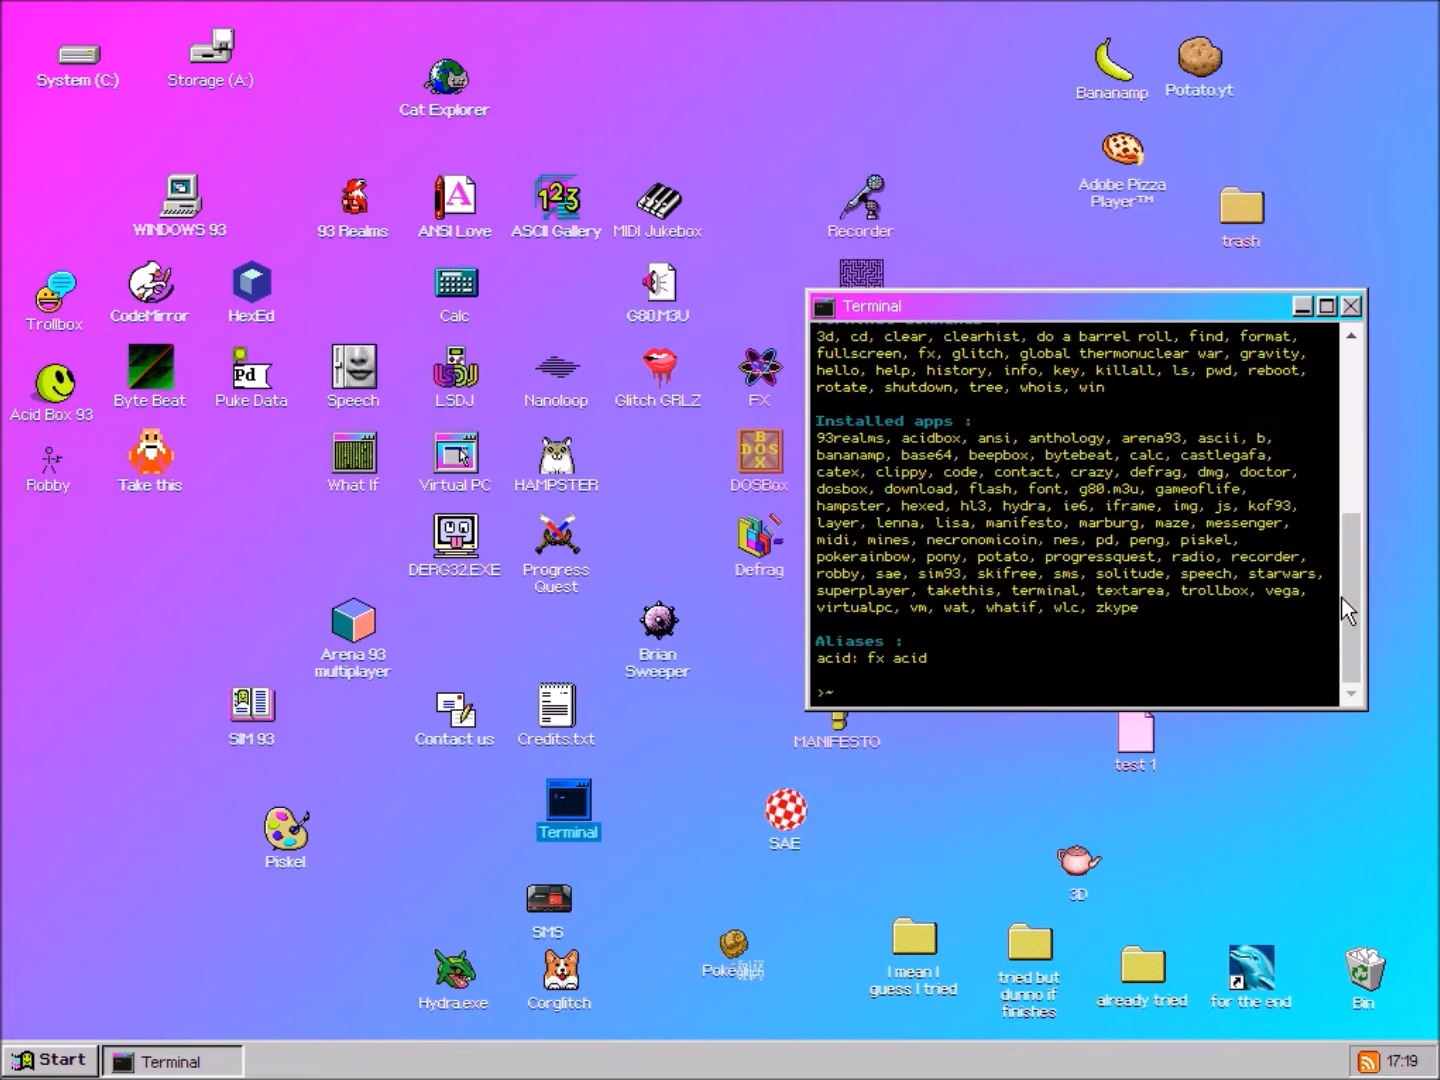 System (C:)
Storage (A:)
Cat Explorer
Bananamp
Potato.yt
Adobe Pizza
Player™
trash
WINDOWS 93
93 Realms
ANSI Love
ASCII Gallery
MIDI Jukebox
Recorder
Trollbox
CodeMirror
HexEd
Calc
G80.M3U
Acid Box 93
Byte Beat
Puke Data
Speech
LSDJ
Nanoloop
Glitch GRLZ
FX
Robby
Take this
What If
Virtual PC
HAMPSTER
DOSBox
DERG32.EXE
Progress
Quest
Defrag
Arena 93
multiplayer
Brian
Sweeper
SIM 93
Contact us
Credits.txt
MANIFESTO
test 1
Piskel
Terminal
SAE
3D
SMS
Hydra.exe
Corglitch
I mean I
guess I tried
tried but
dunno if
finishes
already tried
for the end
Bin
Terminal
3d, cd, clear, clearhist, do a barrel roll, find, format,
fullscreen, fx, glitch, global thermonuclear war, gravity,
hello, help, history, info, key, killall, ls, pwd, reboot,
rotate, shutdown, tree, whois, win
Installed apps :
93realms, acidbox, ansi, anthology, arena93, ascii, b,
bananamp, base64, beepbox, bytebeat, calc, castlegafa,
catex, clippy, code, contact, crazy, defrag, dmg, doctor,
dosbox, download, flash, font, g80.m3u, gameoflife,
hampster, hexed, hl3, hydra, ie6, iframe, img, js, kof93,
layer, lenna, lisa, manifesto, marburg, maze, messenger,
midi, mines, necronomicoin, nes, pd, peng, piskel,
pokerainbow, pony, potato, progressquest, radio, recorder,
robby, sae, sim93, skifree, sms, solitude, speech, starwars,
superplayer, takethis, terminal, textarea, trollbox, vega,
virtualpc, vm, wat, whatif, wlc, zkype
Aliases :
acid: fx acid
>~
Start
Terminal
17:19